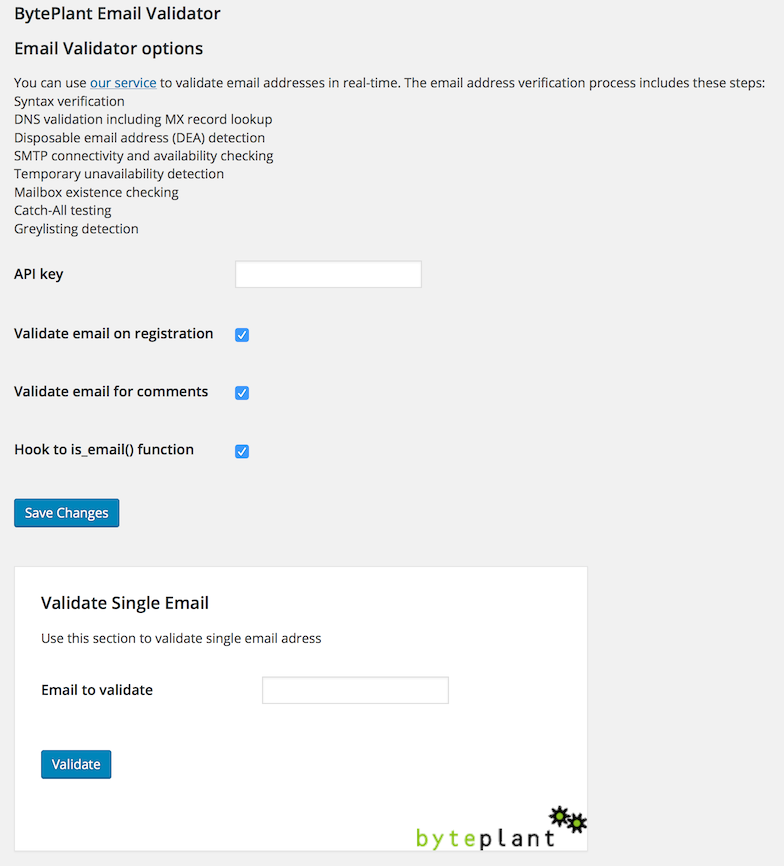 BytePlant Email Validator
Email Validator options
You can use our service to validate email addresses in real-time. The email address verification process includes these steps:
Syntax verification
DNS validation including MX record lookup
Disposable email address (DEA) detection
SMTP connectivity and availability checking
Temporary unavailability detection
Mailbox existence checking
Catch-All testing
Greylisting detection
API key
Validate email on registration
Validate email for comments
Hook to is_email() function
Save Changes
Validate Single Email
Use this section to validate single email adress
Email to validate
Validate
byteplant